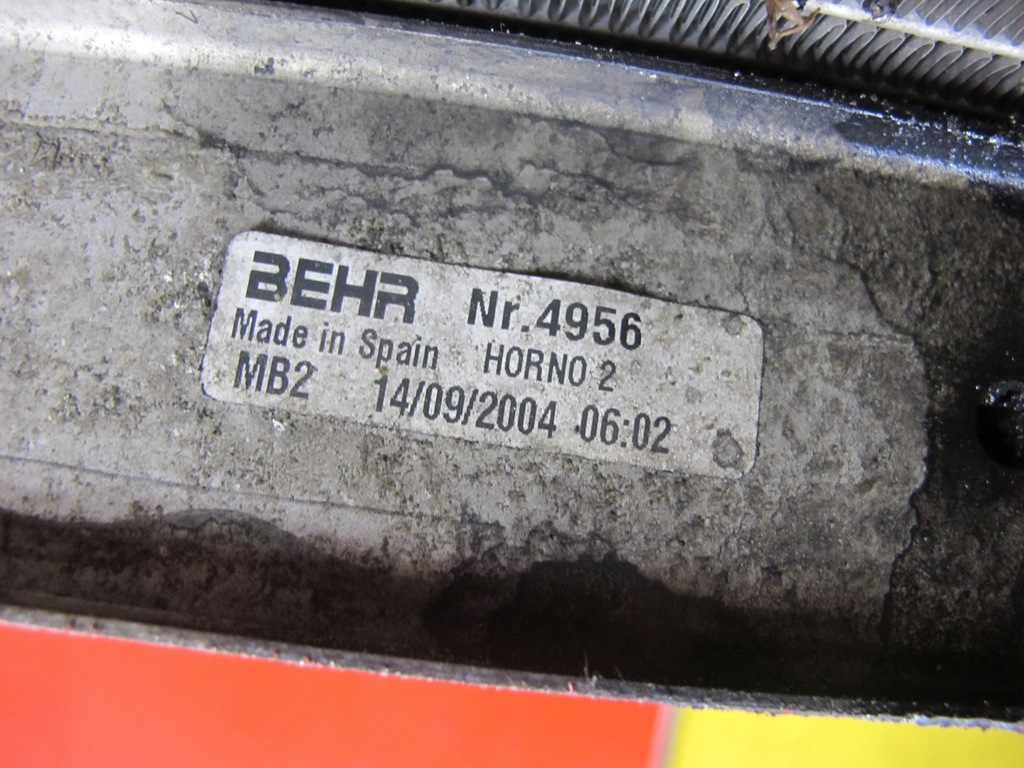 BEHR Nr.4956
Made in Spain HORNO 2
MB2 14/09/2004 06:02